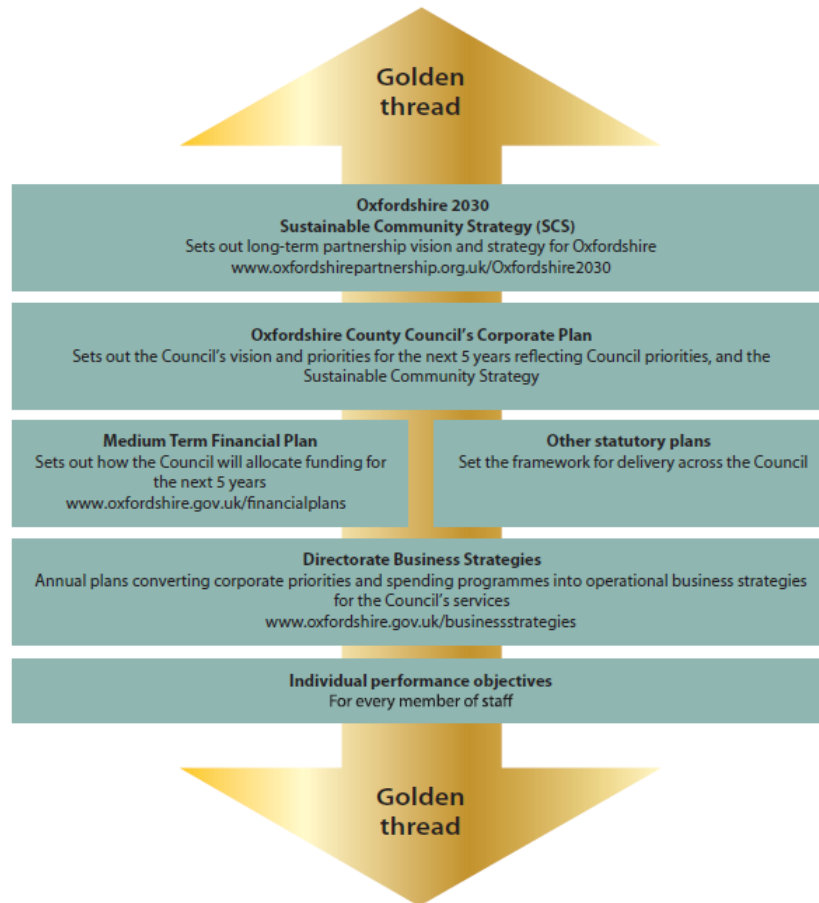 Golden
thread
Oxfordshire 2030
Sustainable Community Strategy (SCS)
Sets out long-term partnership vision and strategy for Oxfordshire
www.oxfordshirepartnership.org.uk/Oxfordshire2030
Oxfordshire County Council's Corporate Plan
Sets out the Council's vision and priorities for the next 5 years reflecting Council priorities, and the
Sustainable Community Strategy
Medium Term Financial Plan
Sets out how the Council will allocate funding for
the next 5 years
www.oxfordshire.gov.uk/financialplans
Other statutory plans
Set the framework for delivery across the Council
Directorate Business Strategies
Annual plans converting corporate priorities and spending programmes into operational business strategies
for the Council's services
www.oxfordshire.gov.uk/businessstrategies
Individual performance objectives
For every member of staff
Golden
thread